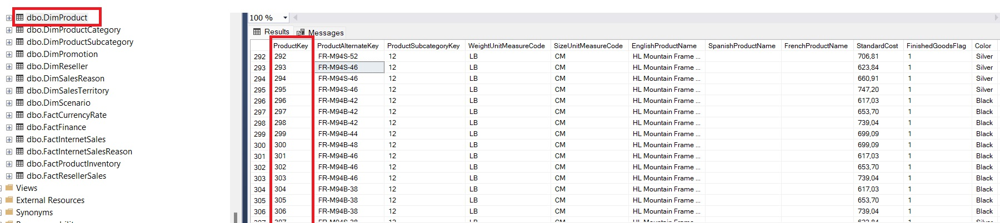 dbo.DimProduct
dbo.DimProductCategory
dbo.DimProductSubcategory
dbo.DimPromotion
dbo.DimReseller
dbo.DimSalesReason
dbo.DimSalesTerritory
dbo.DimScenario
dbo.FactCurrencyRate
dbo.FactFinance
dbo.FactInternetSales
dbo.FactInternetSalesReason
dbo.FactProductInventory
dbo.FactResellerSales
Views
External Resources
Synonyms
100 %
Results Messages
ProductKey ProductAlternateKey ProductSubcategoryKey WeightUnitMeasureCode SizeUnitMeasureCode EnglishProductName SpanishProductName FrenchProductName StandardCost FinishedGoodsFlag Color
292 292 FR-M94S-52 12 LB CM HL Mountain Frame ... 706,81 1 Silver
293 293 FR-M94S-46 12 LB CM HL Mountain Frame ... 623,84 1 Silver
294 294 FR-M94S-46 12 LB CM HL Mountain Frame ... 660,91 1 Silver
295 295 FR-M94S-46 12 LB CM HL Mountain Frame ... 747,20 1 Silver
296 296 FR-M94B-42 12 LB CM HL Mountain Frame ... 617,03 1 Black
297 297 FR-M94B-42 12 LB CM HL Mountain Frame ... 653,70 1 Black
298 298 FR-M94B-42 12 LB CM HL Mountain Frame ... 739,04 1 Black
299 299 FR-M94B-44 12 LB CM HL Mountain Frame ... 699,09 1 Black
300 300 FR-M94B-48 12 LB CM HL Mountain Frame ... 699,09 1 Black
301 301 FR-M94B-46 12 LB CM HL Mountain Frame ... 617,03 1 Black
302 302 FR-M94B-46 12 LB CM HL Mountain Frame ... 653,70 1 Black
303 303 FR-M94B-46 12 LB CM HL Mountain Frame ... 739,04 1 Black
304 304 FR-M94B-38 12 LB CM HL Mountain Frame ... 617,03 1 Black
305 305 FR-M94B-38 12 LB CM HL Mountain Frame ... 653,70 1 Black
306 306 FR-M94B-38 12 LB CM HL Mountain Frame ... 739,04 1 Black